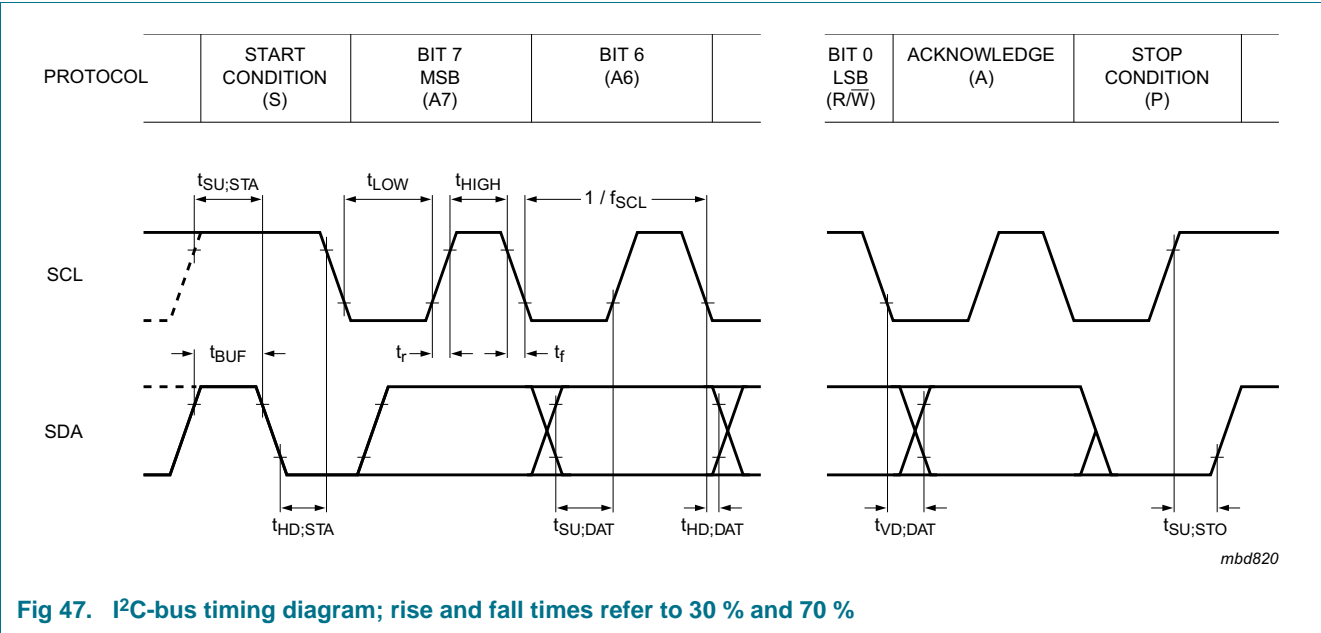 PROTOCOL
START
CONDITION
(S)
BIT 7
MSB
(A7)
BIT 6
(A6)
BIT 0
LSB
(R/W̅)
ACKNOWLEDGE
(A)
STOP
CONDITION
(P)
tSU;STA
tLOW
tHIGH
1 / fSCL
SCL
tBUF
tr
tf
SDA
tHD;STA
tSU;DAT
tHD;DAT
tVD;DAT
tSU;STO
mbd820
Fig 47. I²C-bus timing diagram; rise and fall times refer to 30 % and 70 %